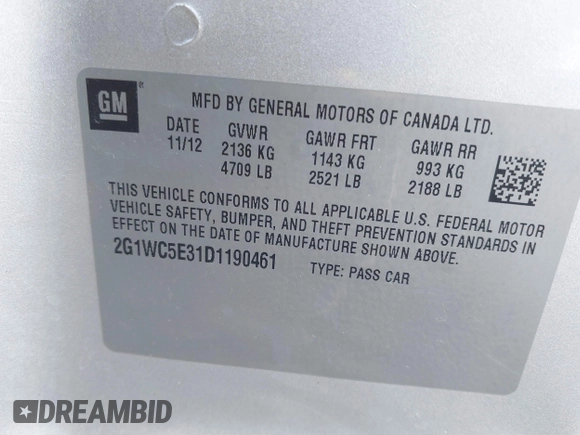 GM
MFD BY GENERAL MOTORS OF CANADA LTD.
DATE GVWR GAWR FRT GAWR RR
11/12 2136 KG 1143 KG 993 KG
4709 LB 2521 LB 2188 LB
THIS VEHICLE CONFORMS TO ALL APPLICABLE U.S. FEDERAL MOTOR
VEHICLE SAFETY, BUMPER, AND THEFT PREVENTION STANDARDS IN
EFFECT ON THE DATE OF MANUFACTURE SHOWN ABOVE.
2G1WC5E31D1190461 TYPE: PASS CAR
DREAMBID